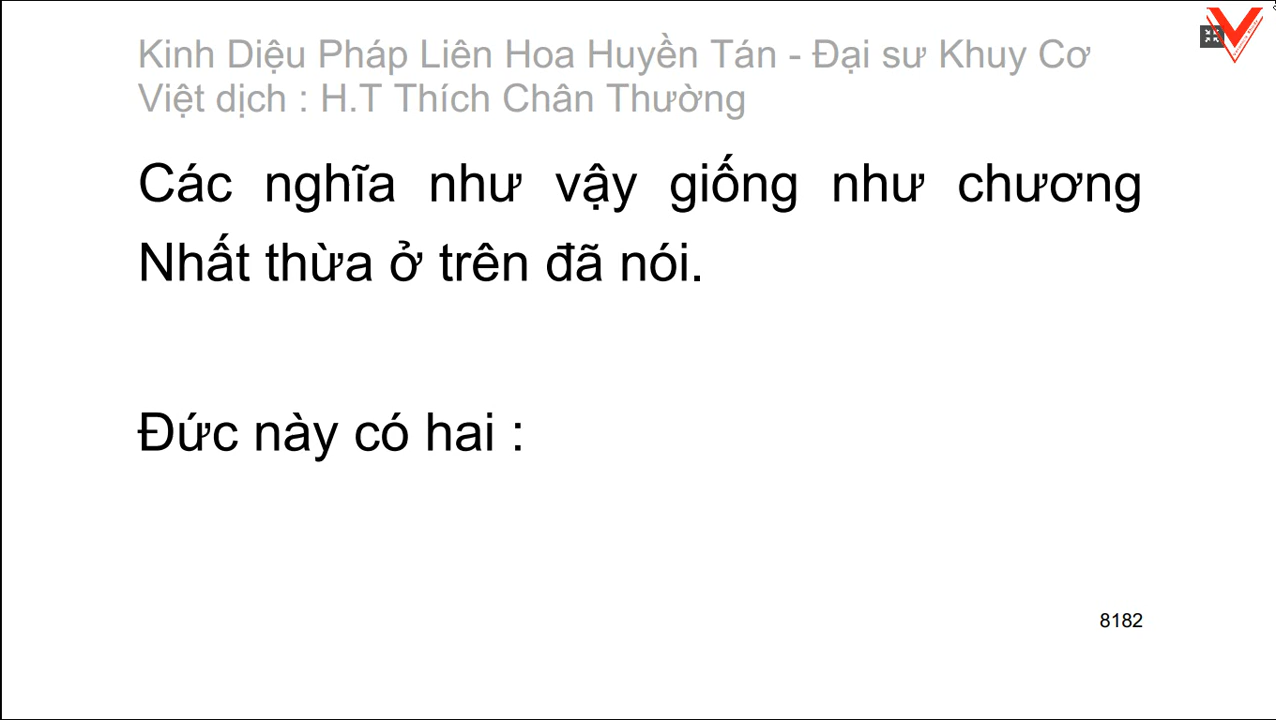 Kinh Diệu Pháp Liên Hoa Huyền Tán - Đại sư Khuy Cơ
Việt dịch : H.T Thích Chân Thường
Các nghĩa như vậy giống như chương
Nhất thừa ở trên đã nói.
Đức này có hai :
8182